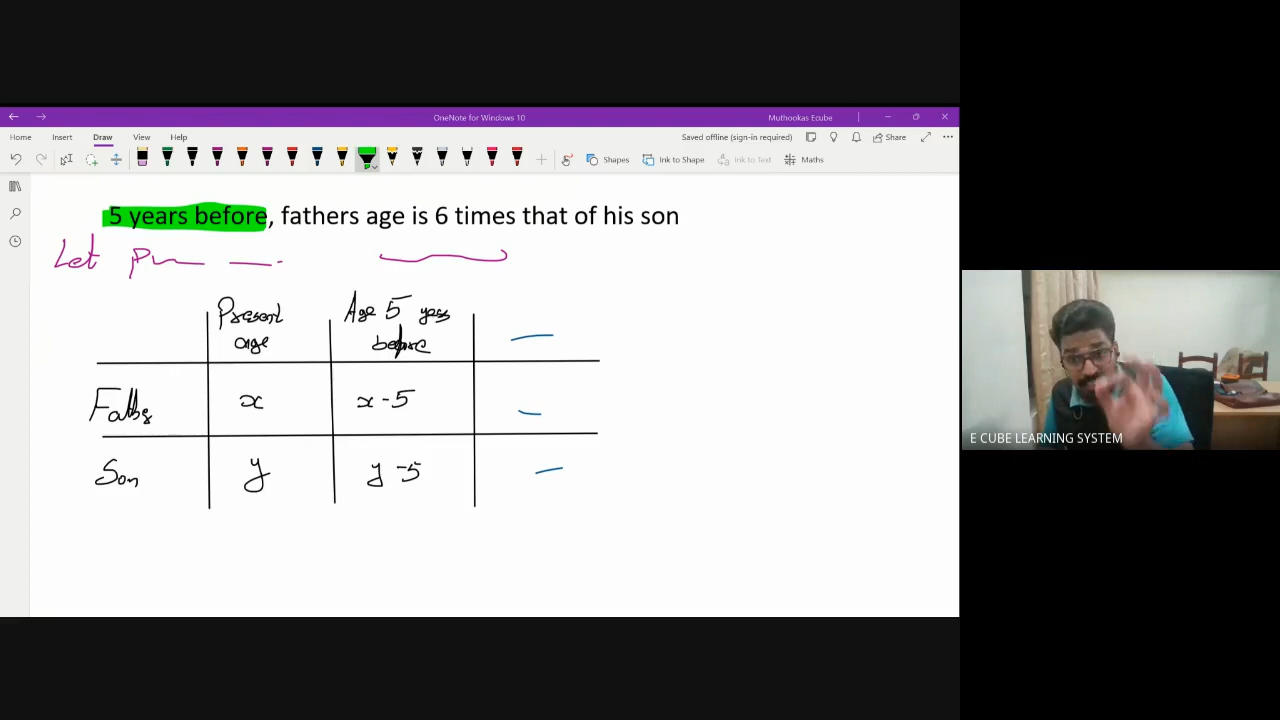 OneNote for Windows 10
Muthookas Ecube
Home Insert Draw View Help
Saved offline (sign-in required)
Share
Shapes
Ink to Shape
Ink to Text
Maths
5 years before, fathers age is 6 times that of his son
Let
Present age
Age 5 years before
Father x x-5
Son y y-5
E CUBE LEARNING SYSTEM